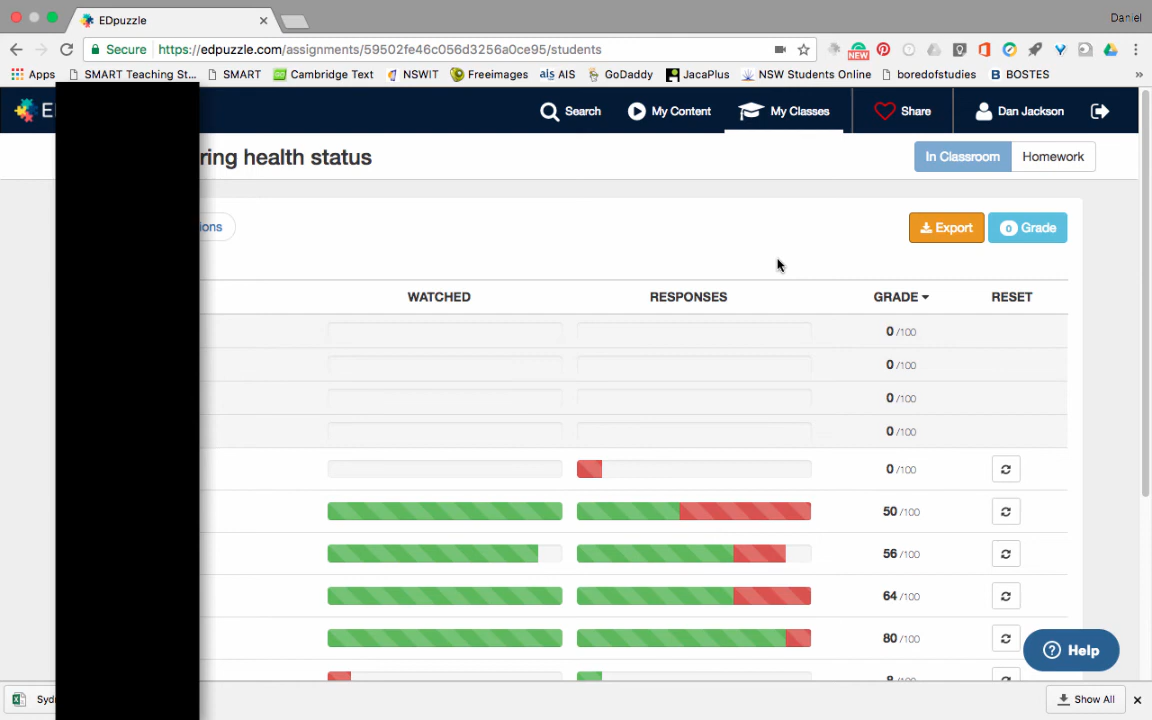 EDpuzzle
Daniel
Secure https://edpuzzle.com/assignments/59502fe46c056d3256a0ce95/students
NEW
Apps SMART Teaching St... SMART Cambridge Text NSWIT Freeimages als AIS GoDaddy JacaPlus NSW Students Online boredofstudies B BOSTES »
Search My Content My Classes Share Dan Jackson
ring health status
In Classroom Homework
ions
Export 0 Grade
WATCHED RESPONSES GRADE RESET
0 /100
0 /100
0 /100
0 /100
0 /100
50 /100
56 /100
64 /100
80 /100
Help
Syd
Show All